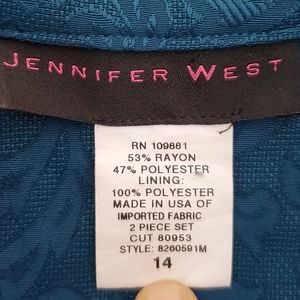 JENNIFER WEST
RN 109881
53% RAYON
47% POLYESTER
LINING:
100% POLYESTER
MADE IN USA OF
IMPORTED FABRIC
2 PIECE SET
CUT 80953
STYLE: 8260591M
14